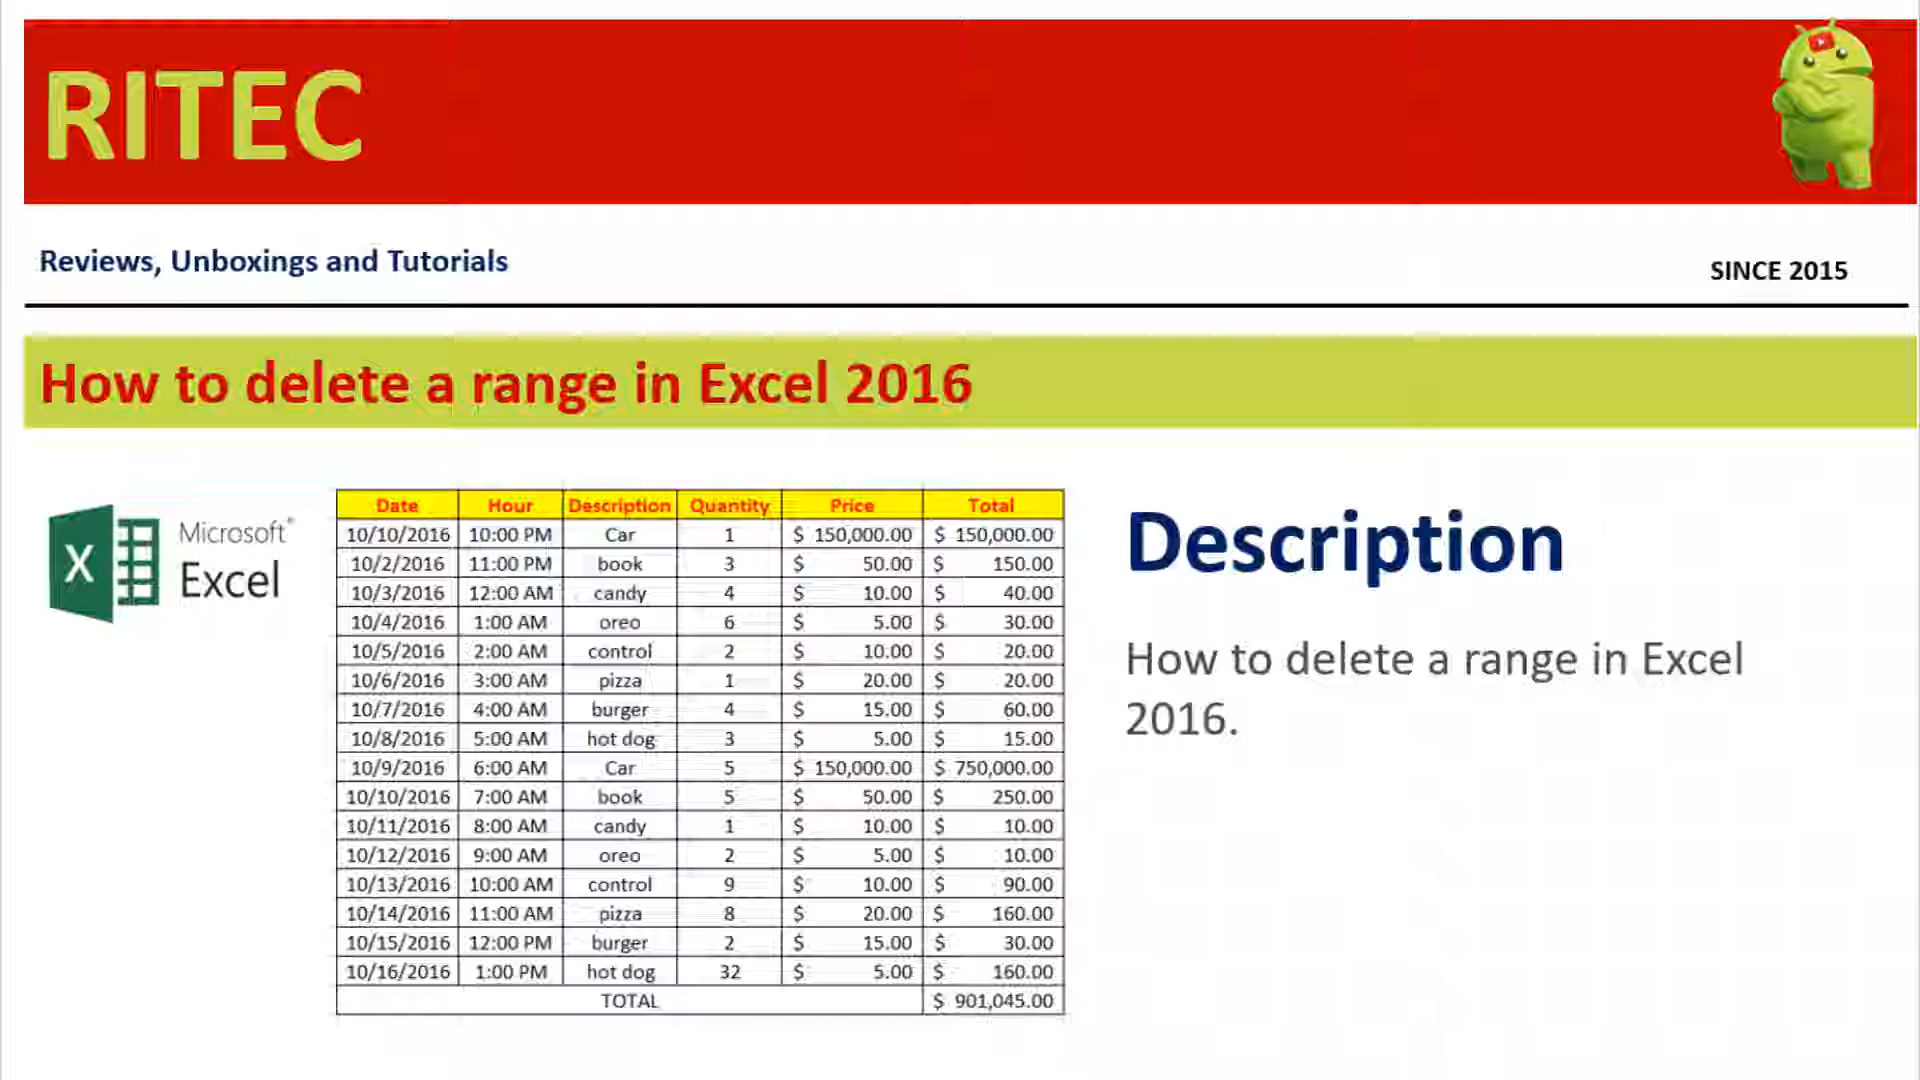 RITEC
Reviews, Unboxings and Tutorials
SINCE 2015
How to delete a range in Excel 2016
Microsoft®
Excel
Date Hour Description Quantity Price Total
10/10/2016 10:00 PM Car 1 $ 150,000.00 $ 150,000.00
10/2/2016 11:00 PM book 3 $ 50.00 $ 150.00
10/3/2016 12:00 AM candy 4 $ 10.00 $ 40.00
10/4/2016 1:00 AM oreo 6 $ 5.00 $ 30.00
10/5/2016 2:00 AM control 2 $ 10.00 $ 20.00
10/6/2016 3:00 AM pizza 1 $ 20.00 $ 20.00
10/7/2016 4:00 AM burger 4 $ 15.00 $ 60.00
10/8/2016 5:00 AM hot dog 3 $ 5.00 $ 15.00
10/9/2016 6:00 AM Car 5 $ 150,000.00 $ 750,000.00
10/10/2016 7:00 AM book 5 $ 50.00 $ 250.00
10/11/2016 8:00 AM candy 1 $ 10.00 $ 10.00
10/12/2016 9:00 AM oreo 2 $ 5.00 $ 10.00
10/13/2016 10:00 AM control 9 $ 10.00 $ 90.00
10/14/2016 11:00 AM pizza 8 $ 20.00 $ 160.00
10/15/2016 12:00 PM burger 2 $ 15.00 $ 30.00
10/16/2016 1:00 PM hot dog 32 $ 5.00 $ 160.00
TOTAL $ 901,045.00
Description
How to delete a range in Excel
2016.